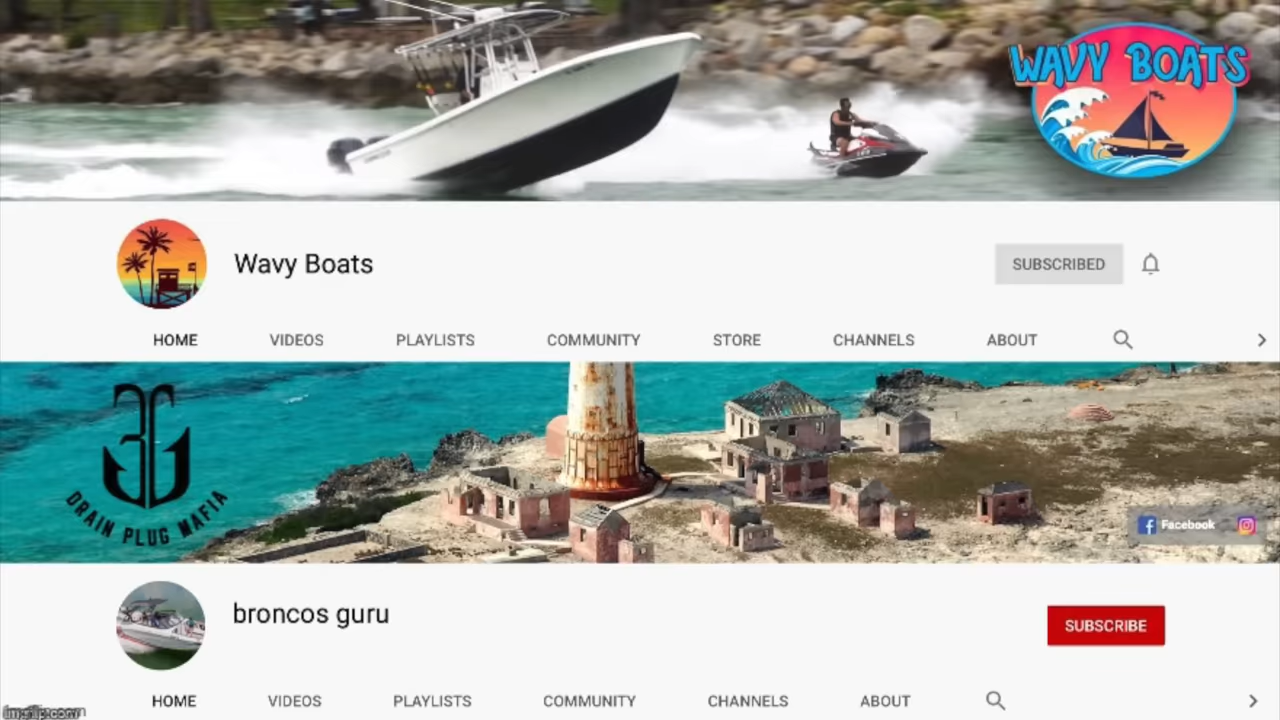 WAVY BOATS
Wavy Boats
SUBSCRIBED
HOME VIDEOS PLAYLISTS COMMUNITY STORE CHANNELS ABOUT
3G
DRAIN PLUG MAFIA
Facebook
broncos guru
SUBSCRIBE
HOME VIDEOS PLAYLISTS COMMUNITY CHANNELS ABOUT
imgflip.com